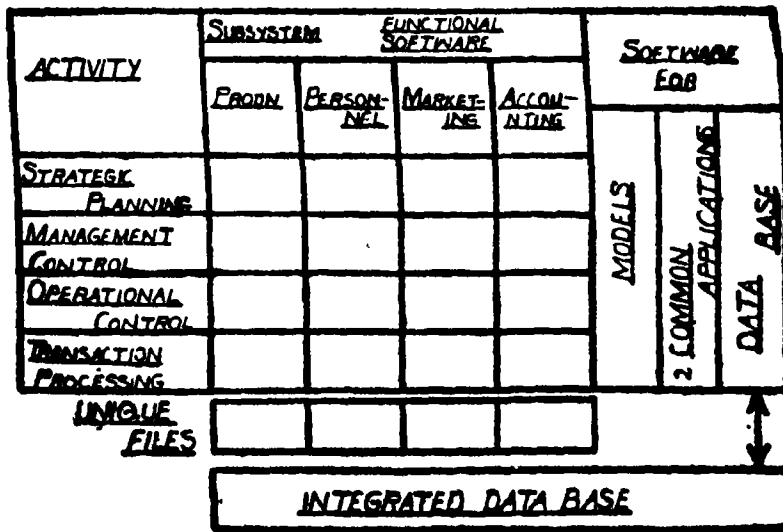 SUBSYSTEM FUNCTIONAL
SOFTWARE
ACTIVITY
SOFTWARE
FOR
PRODN
PERSON-
NEL
MARKET-
ING
ACCOU-
NTING
STRATEGIC
PLANNING
MANAGEMENT
CONTROL
OPERATIONAL
CONTROL
TRANSACTION
PROCESSING
MODELS
2 COMMON
APPLICATIONS
DATA BASE
UNIQUE
FILES
INTEGRATED DATA BASE